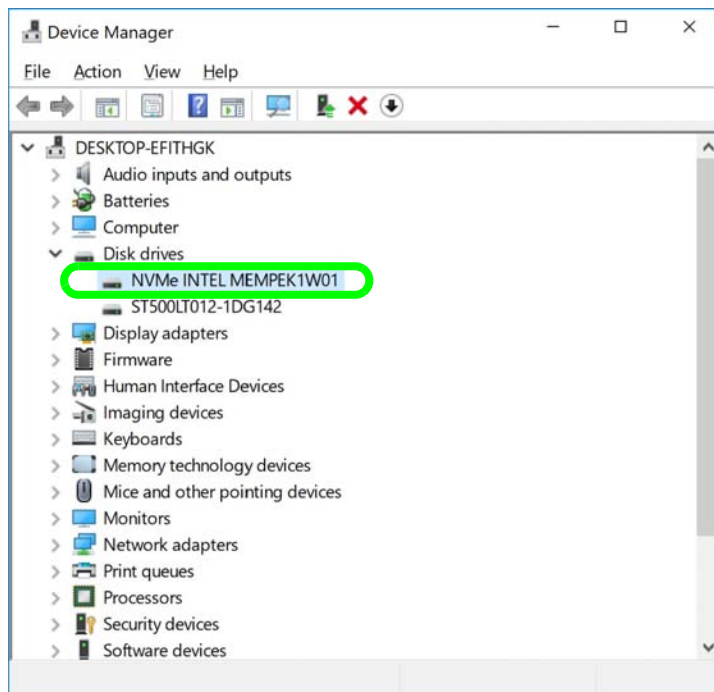 Device Manager
File Action View Help
DESKTOP-EFITHGK
Audio inputs and outputs
Batteries
Computer
Disk drives
NVMe INTEL MEMPEK1W01
ST500LT012-1DG142
Display adapters
Firmware
Human Interface Devices
Imaging devices
Keyboards
Memory technology devices
Mice and other pointing devices
Monitors
Network adapters
Print queues
Processors
Security devices
Software devices